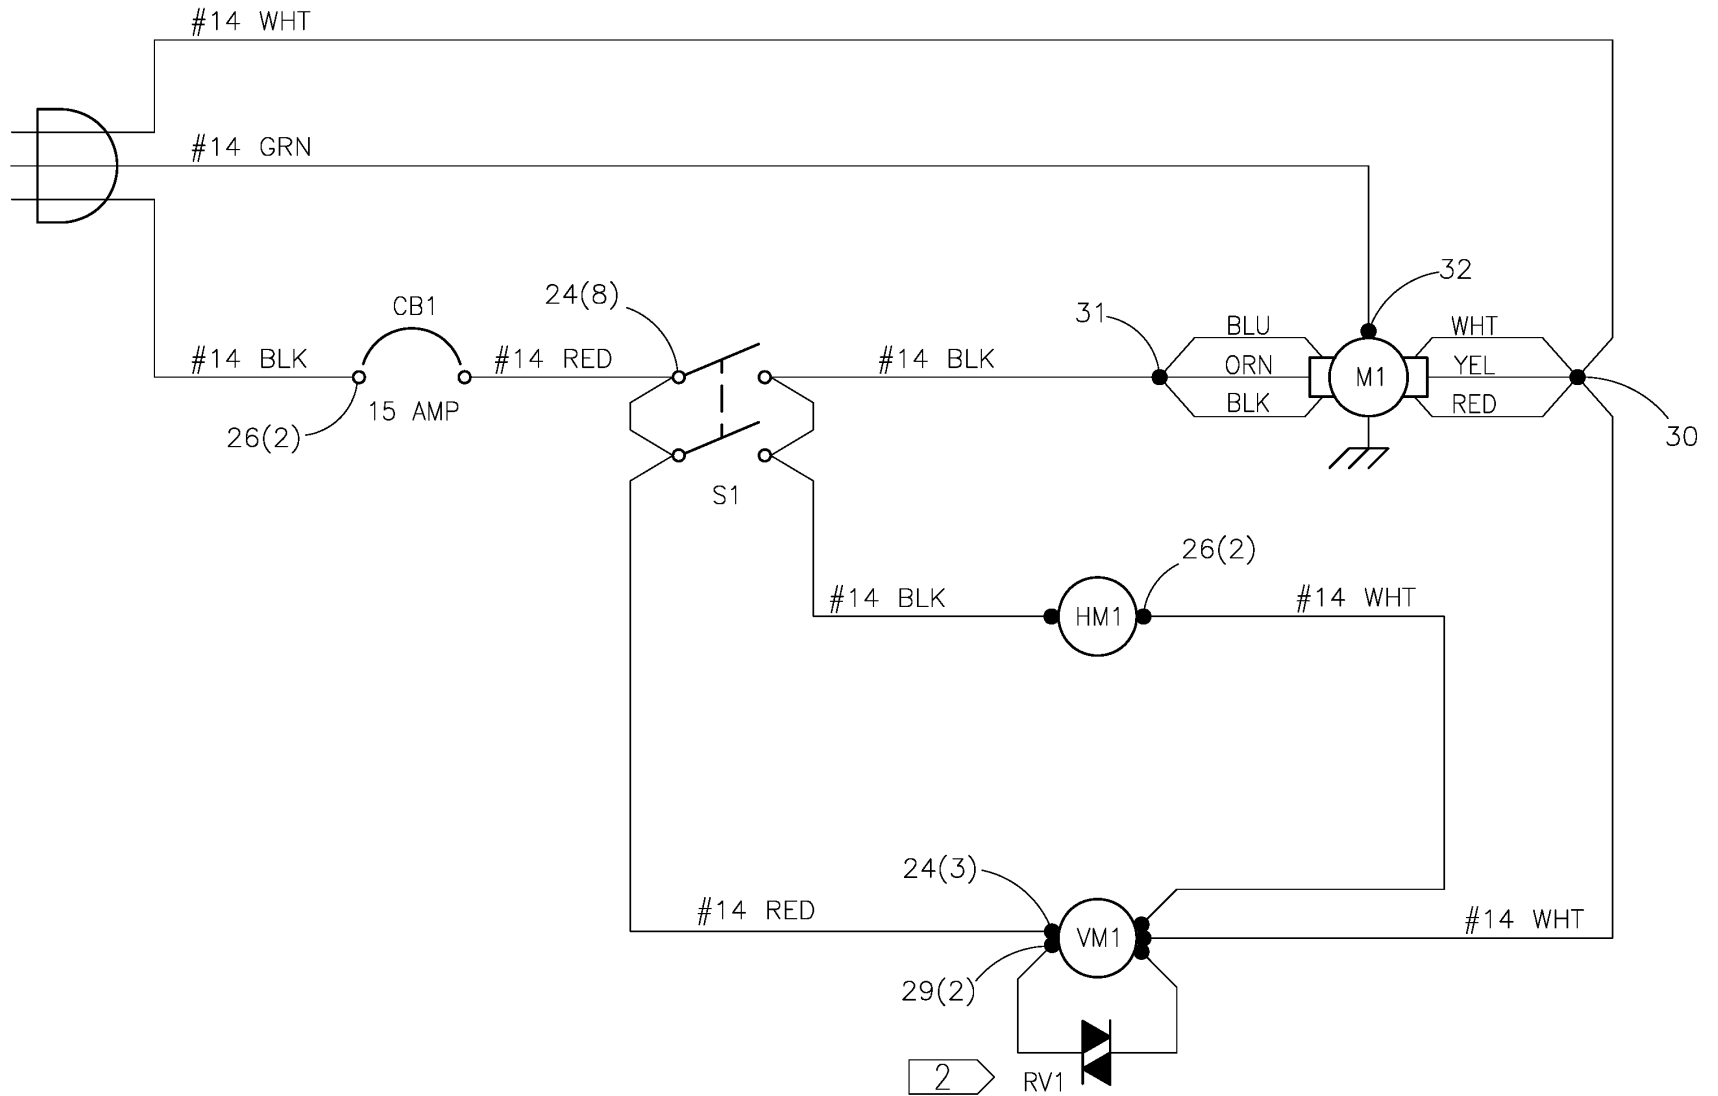 #14 WHT
#14 GRN
32
24(8)
CB1
31
BLU
WHT
#14 BLK
#14 RED
#14 BLK
ORN
M1
YEL
15 AMP
BLK
RED
26(2)
30
S1
26(2)
#14 BLK
HM1
#14 WHT
24(3)
#14 RED
VM1
#14 WHT
29(2)
2
RV1